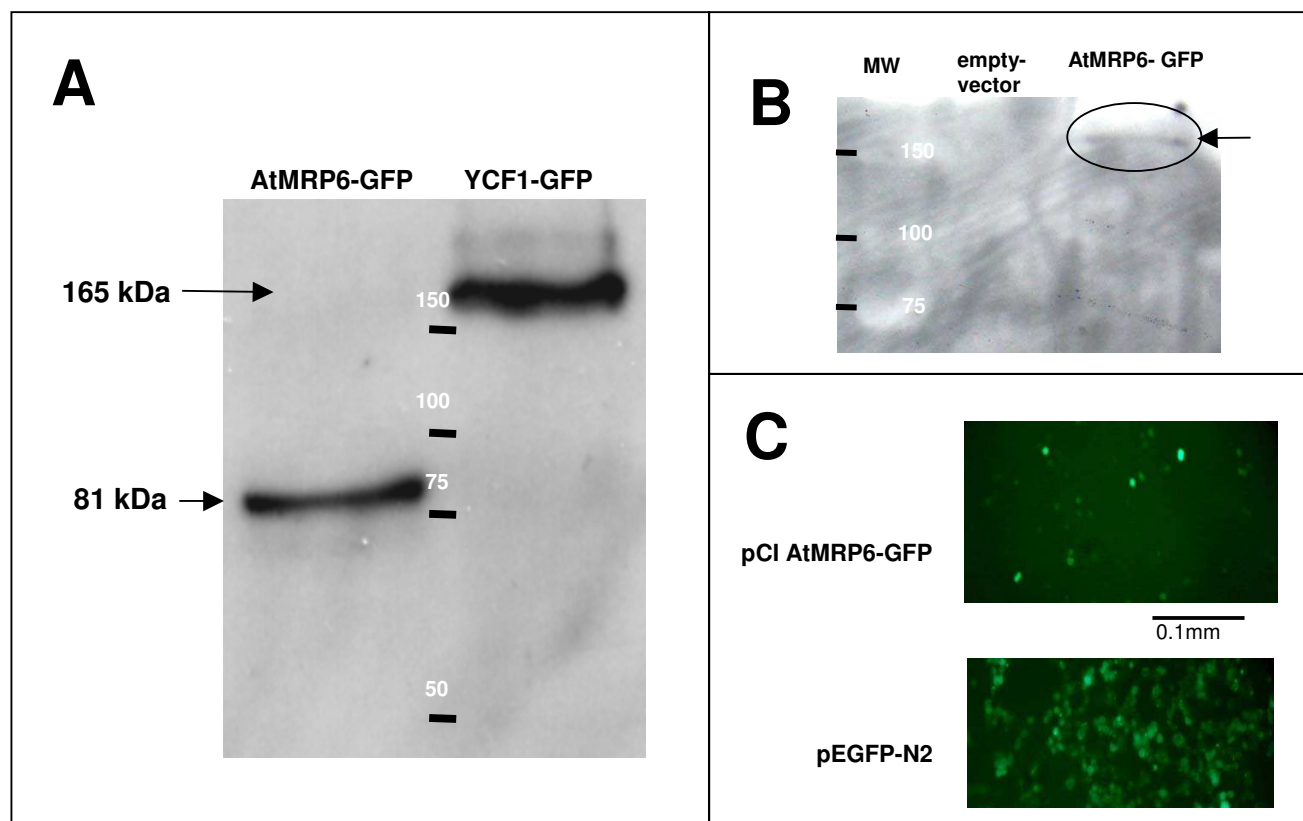 A
AtMRP6-GFP YCF1-GFP
165 kDa
150
100
81 kDa
75
50
B
MW
empty-
vector
AtMRP6- GFP
150
100
75
C
pCI AtMRP6-GFP
0.1mm
pEGFP-N2